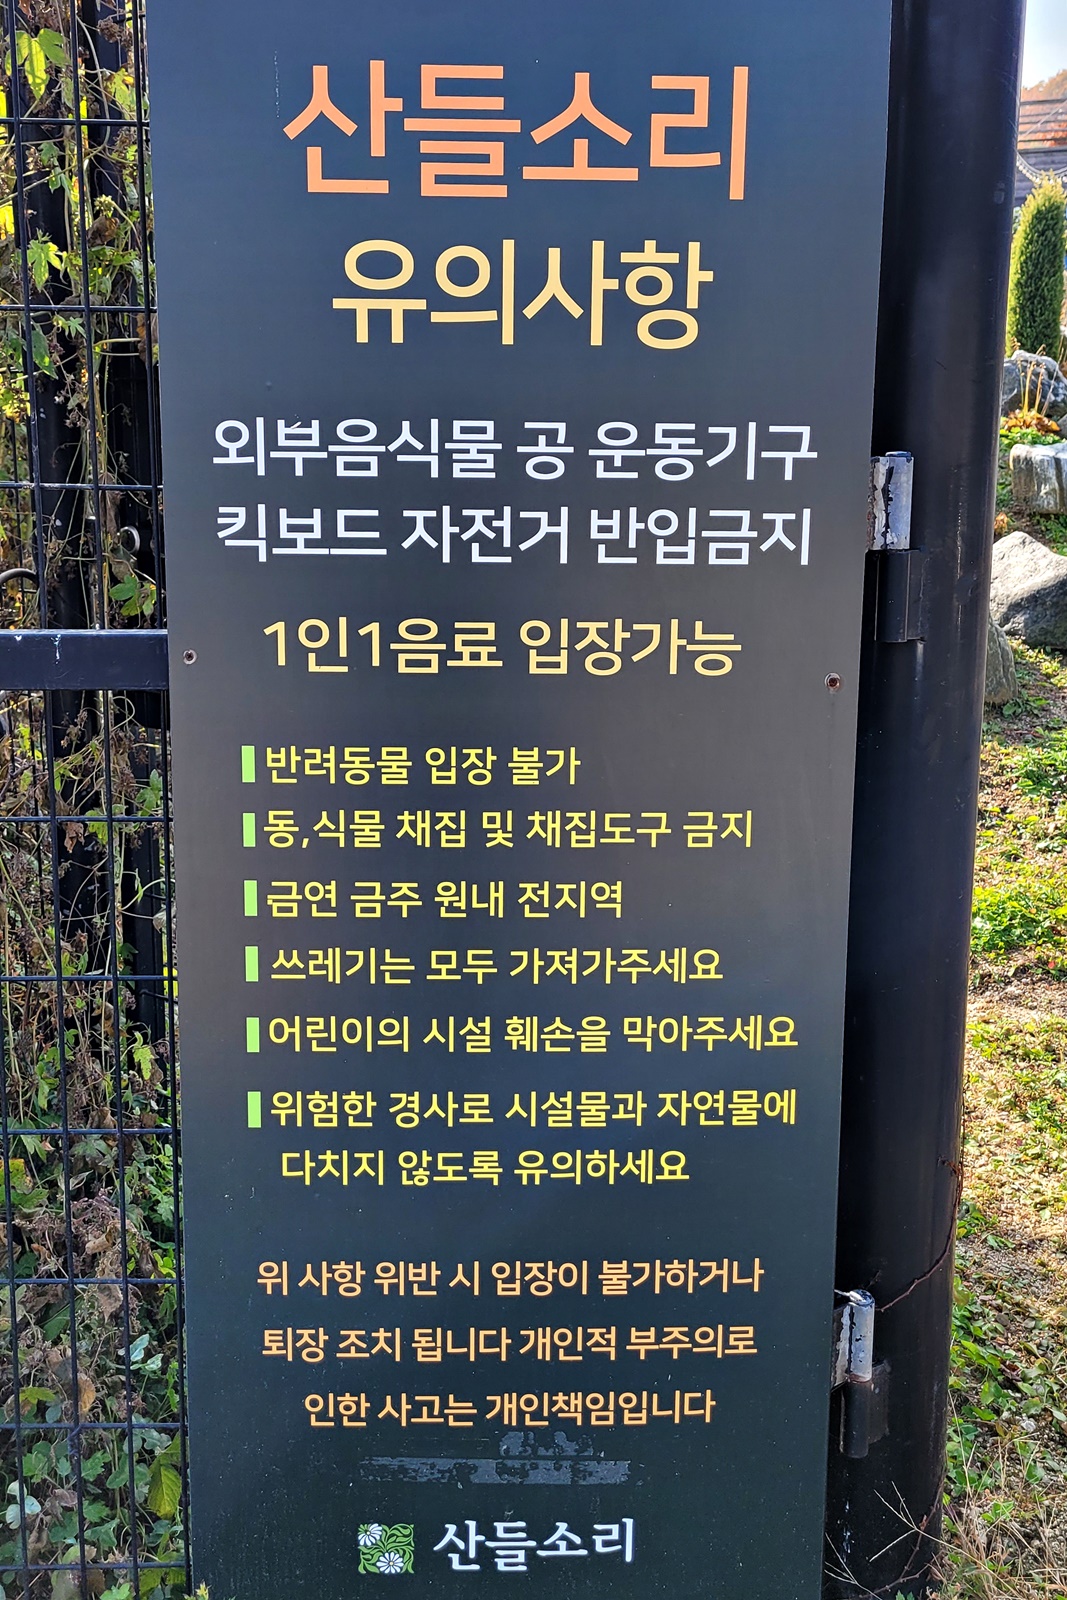 산들소리
유의사항
외부음식물 공 운동기구
킥보드 자전거 반입금지
1인1음료 입장가능
반려동물 입장 불가
동,식물 채집 및 채집도구 금지
금연 금주 원내 전지역
쓰레기는 모두 가져가주세요
어린이의 시설 훼손을 막아주세요
위험한 경사로 시설물과 자연물에
다치지 않도록 유의하세요
위 사항 위반 시 입장이 불가하거나
퇴장 조치 됩니다 개인적 부주의로
인한 사고는 개인책임입니다
산들소리